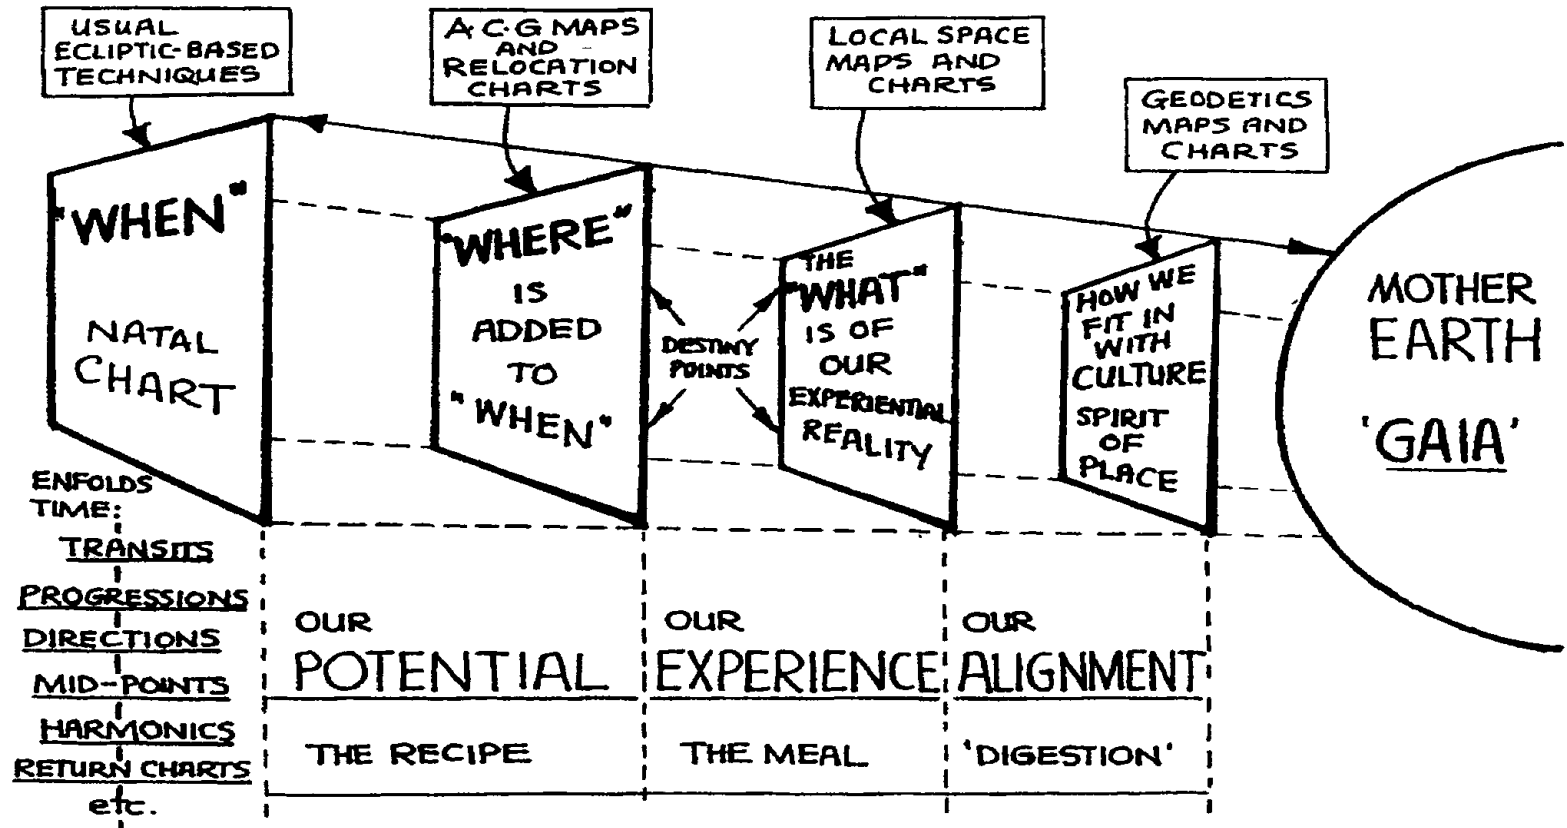 USUAL
ECLIPTIC-BASED
TECHNIQUES
A·C·G MAPS
AND
RELOCATION
CHARTS
LOCAL SPACE
MAPS AND
CHARTS
GEODETICS
MAPS AND
CHARTS
"WHEN"
NATAL
CHART
"WHERE"
IS
ADDED
TO
"WHEN"
DESTINY
POINTS
THE
"WHAT"
IS OF
OUR
EXPERIENTIAL
REALITY
HOW WE
FIT IN
WITH
CULTURE
SPIRIT
OF
PLACE
MOTHER
EARTH
'GAIA'
ENFOLDS
TIME:
TRANSITS
PROGRESSIONS
DIRECTIONS
MID-POINTS
HARMONICS
RETURN CHARTS
etc.
OUR
POTENTIAL
THE RECIPE
OUR
EXPERIENCE
THE MEAL
OUR
ALIGNMENT
'DIGESTION'